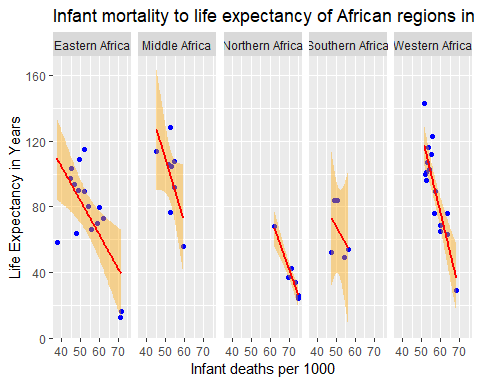 Infant mortality to life expectancy of African regions in
Eastern Africa Middle Africa Northern Africa Southern Africa Western Africa
160
120
80
40
0
Life Expectancy in Years
40 50 60 70 40 50 60 70 40 50 60 70 40 50 60 70 40 50 60 70
Infant deaths per 1000